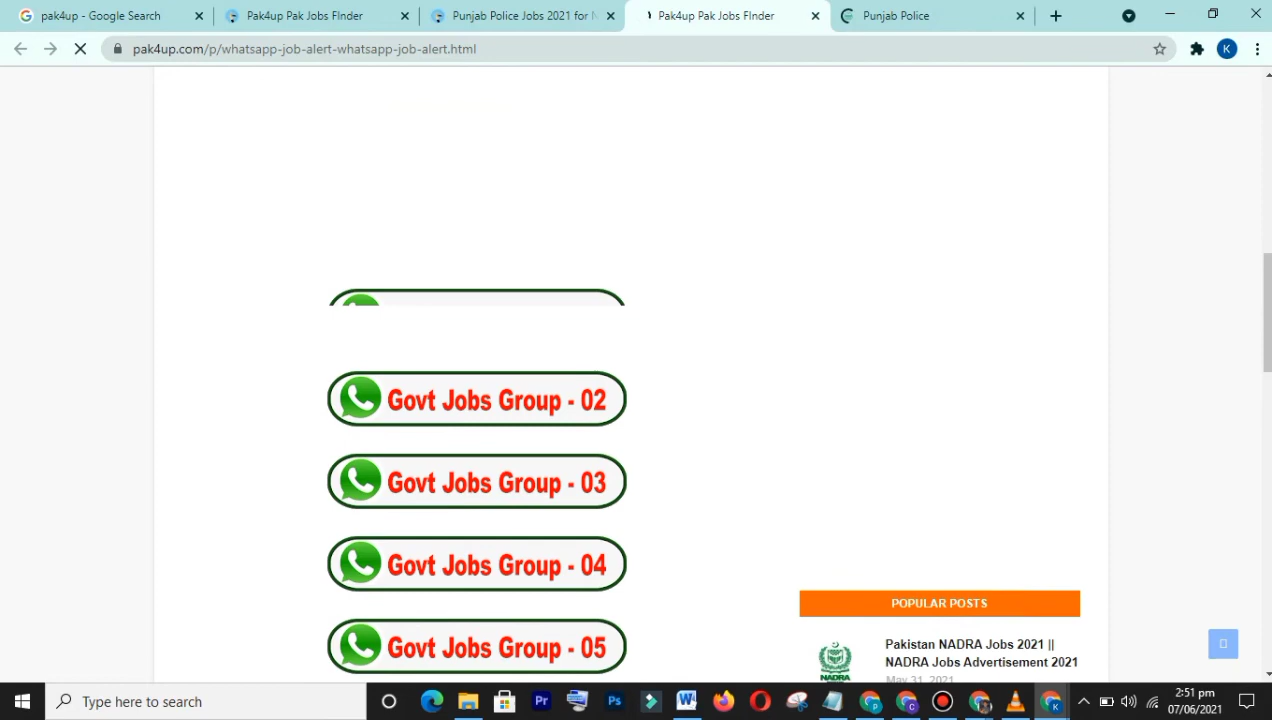 pak4up - Google Search
Pak4up Pak Jobs FInder
Punjab Police Jobs 2021 for
Pak4up Pak Jobs FInder
Punjab Police
pak4up.com/p/whatsapp-job-alert-whatsapp-job-alert.html
K
Govt Jobs Group - 02
Govt Jobs Group - 03
Govt Jobs Group - 04
Govt Jobs Group - 05
POPULAR POSTS
Pakistan NADRA Jobs 2021 ||
NADRA Jobs Advertisement 2021
May 31, 2021
NADRA
Type here to search
2:51 pm
07/06/2021